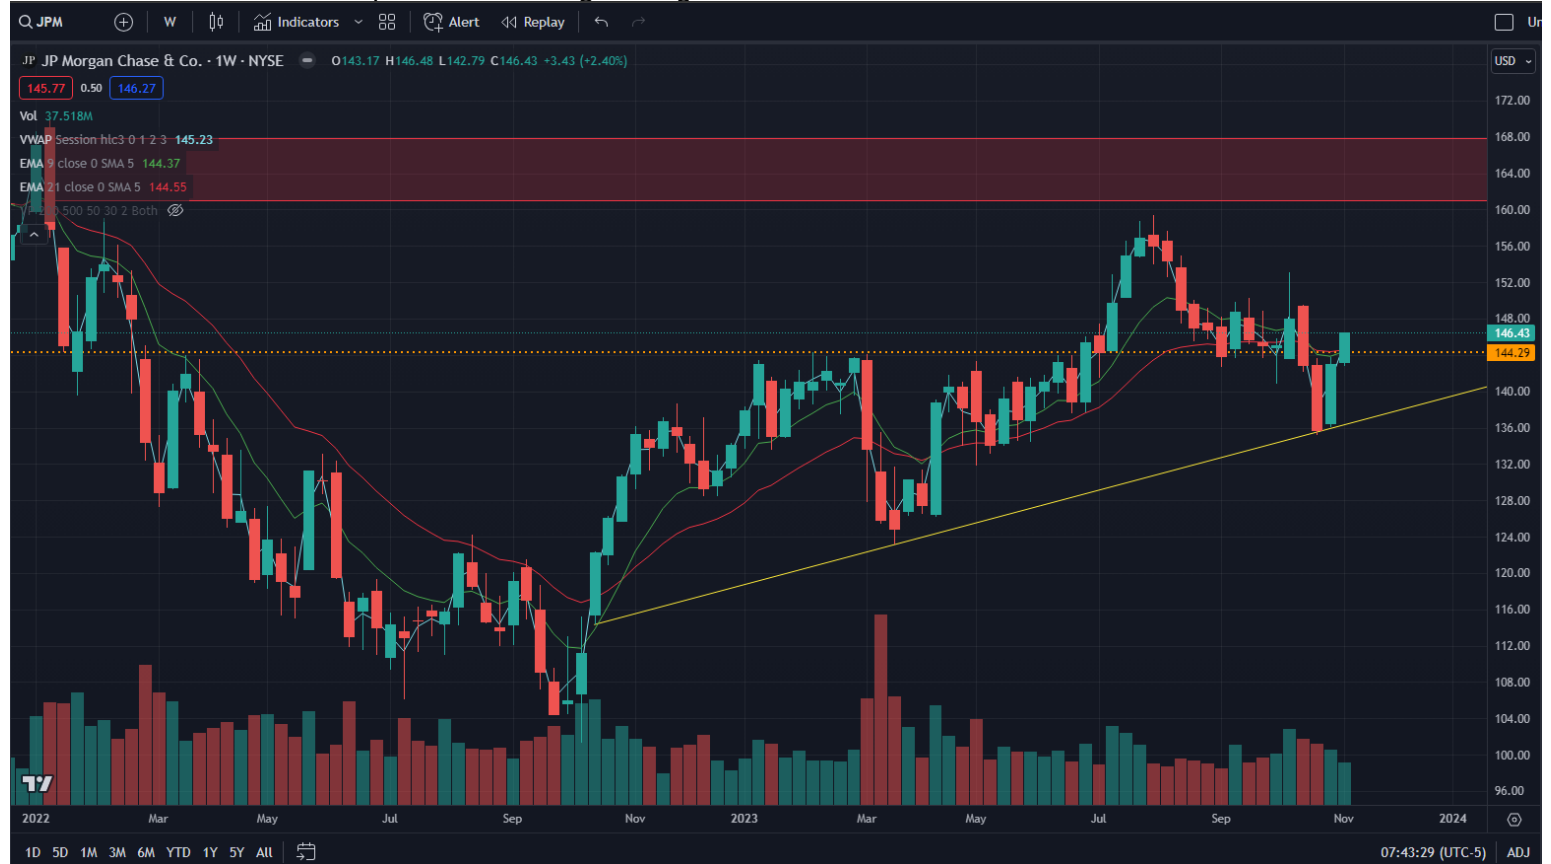 JPM W Indicators Alert Replay Un
JP JP Morgan Chase & Co. · 1W · NYSE O143.17 H146.48 L142.79 C146.43 +3.43 (+2.40%) USD
145.77 0.50 146.27
Vol 37.518M
VWAP Session hlc3 0 1 2 3 145.23
EMA 9 close 0 SMA 5 144.37
EMA 21 close 0 SMA 5 144.55
500 50 30 2 Both
172.00
168.00
164.00
160.00
156.00
152.00
148.00
146.43
144.29
140.00
136.00
132.00
128.00
124.00
120.00
116.00
112.00
108.00
104.00
100.00
96.00
2022 Mar May Jul Sep Nov 2023 Mar May Jul Sep Nov 2024
1D 5D 1M 3M 6M YTD 1Y 5Y All 07:43:29 (UTC-5) ADJ